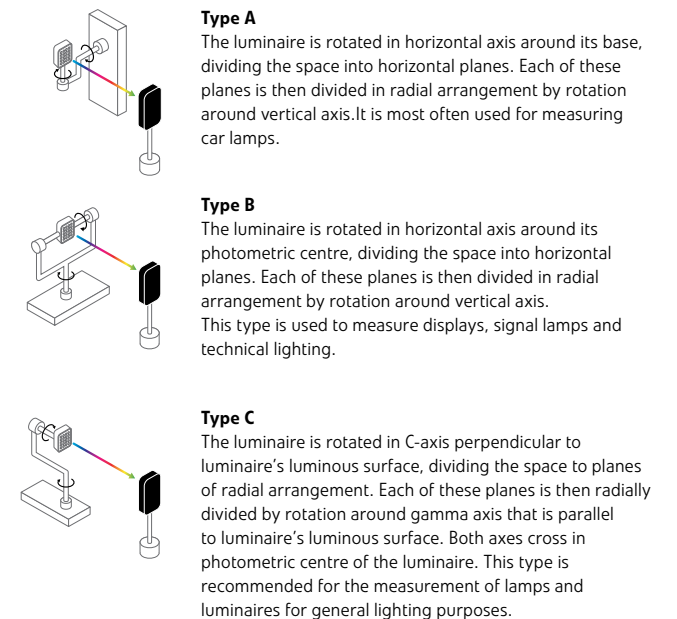 Type A
The luminaire is rotated in horizontal axis around its base,
dividing the space into horizontal planes. Each of these
planes is then divided in radial arrangement by rotation
around vertical axis.It is most often used for measuring
car lamps.
Type B
The luminaire is rotated in horizontal axis around its
photometric centre, dividing the space into horizontal
planes. Each of these planes is then divided in radial
arrangement by rotation around vertical axis.
This type is used to measure displays, signal lamps and
technical lighting.
Type C
The luminaire is rotated in C-axis perpendicular to
luminaire’s luminous surface, dividing the space to planes
of radial arrangement. Each of these planes is then radially
divided by rotation around gamma axis that is parallel
to luminaire’s luminous surface. Both axes cross in
photometric centre of the luminaire. This type is
recommended for the measurement of lamps and
luminaires for general lighting purposes.